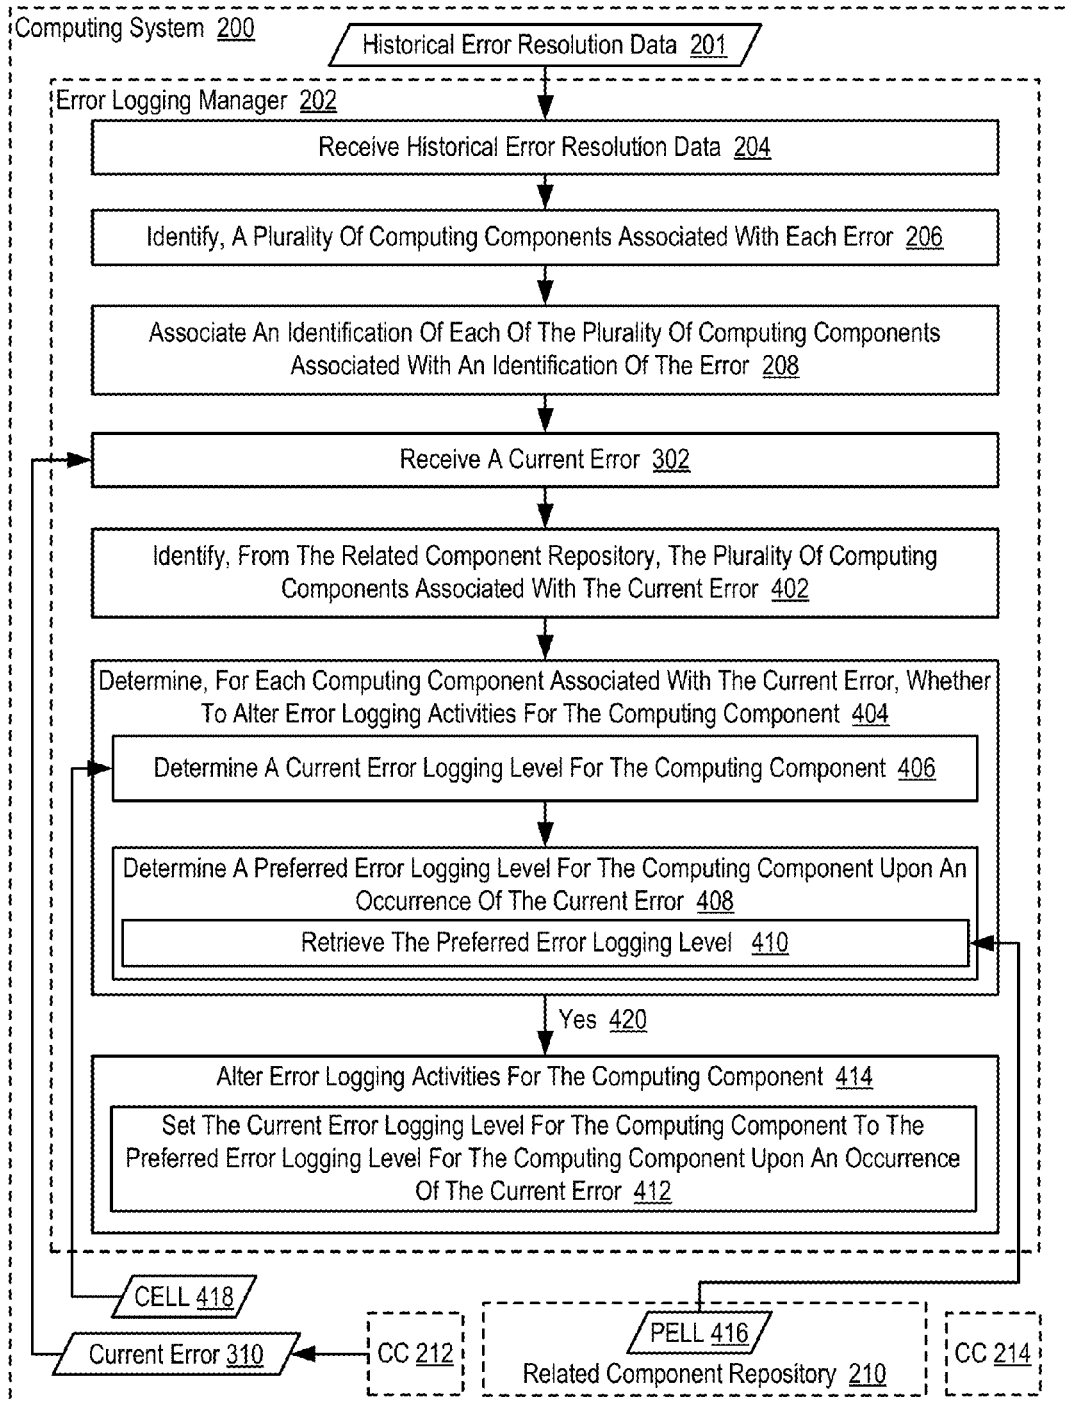 Computing System 200
Historical Error Resolution Data 201
Error Logging Manager 202
Receive Historical Error Resolution Data 204
Identify, A Plurality Of Computing Components Associated With Each Error 206
Associate An Identification Of Each Of The Plurality Of Computing Components
Associated With An Identification Of The Error 208
Receive A Current Error 302
Identify, From The Related Component Repository, The Plurality Of Computing
Components Associated With The Current Error 402
Determine, For Each Computing Component Associated With The Current Error, Whether
To Alter Error Logging Activities For The Computing Component 404
Determine A Current Error Logging Level For The Computing Component 406
Determine A Preferred Error Logging Level For The Computing Component Upon An
Occurrence Of The Current Error 408
Retrieve The Preferred Error Logging Level 410
Yes 420
Alter Error Logging Activities For The Computing Component 414
Set The Current Error Logging Level For The Computing Component To The
Preferred Error Logging Level For The Computing Component Upon An Occurrence
Of The Current Error 412
CELL 418
Current Error 310
CC 212
PELL 416
Related Component Repository 210
CC 214